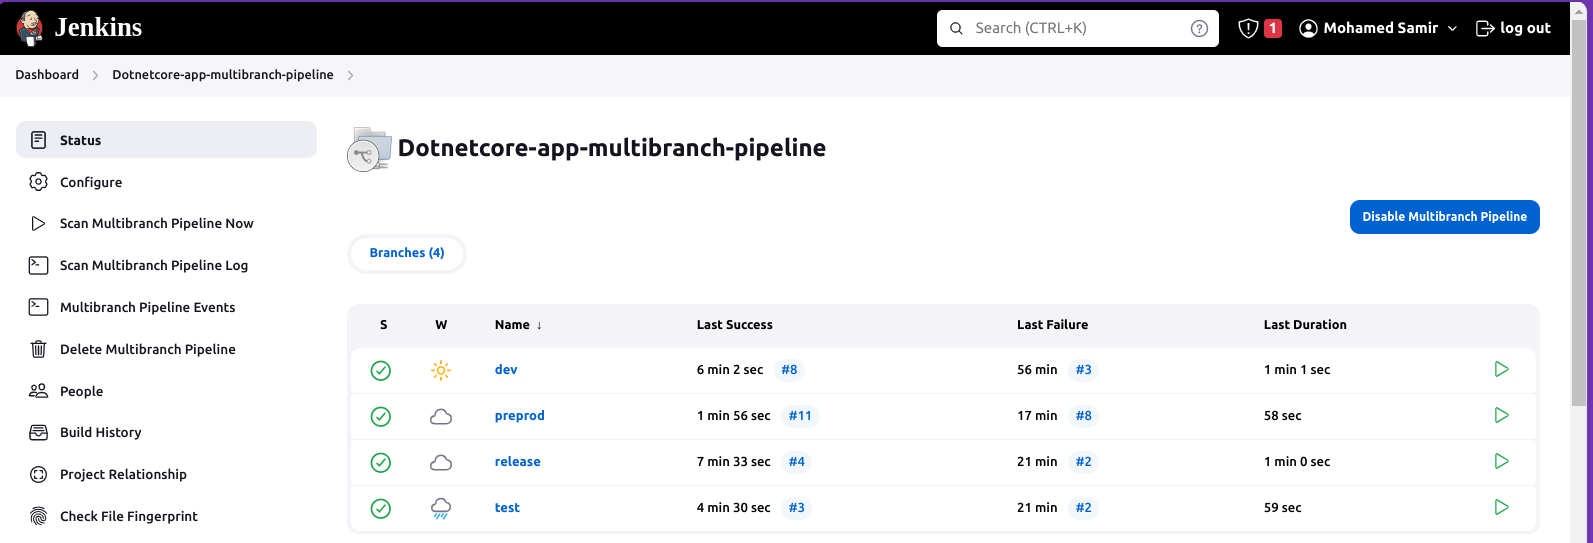 Jenkins
Search (CTRL+K)
1
Mohamed Samir
log out
Dashboard
Dotnetcore-app-multibranch-pipeline
Status
Configure
Scan Multibranch Pipeline Now
Scan Multibranch Pipeline Log
Multibranch Pipeline Events
Delete Multibranch Pipeline
People
Build History
Project Relationship
Check File Fingerprint
Dotnetcore-app-multibranch-pipeline
Disable Multibranch Pipeline
Branches (4)
S W Name ↓ Last Success Last Failure Last Duration
dev 6 min 2 sec #8 56 min #3 1 min 1 sec
preprod 1 min 56 sec #11 17 min #8 58 sec
release 7 min 33 sec #4 21 min #2 1 min 0 sec
test 4 min 30 sec #3 21 min #2 59 sec